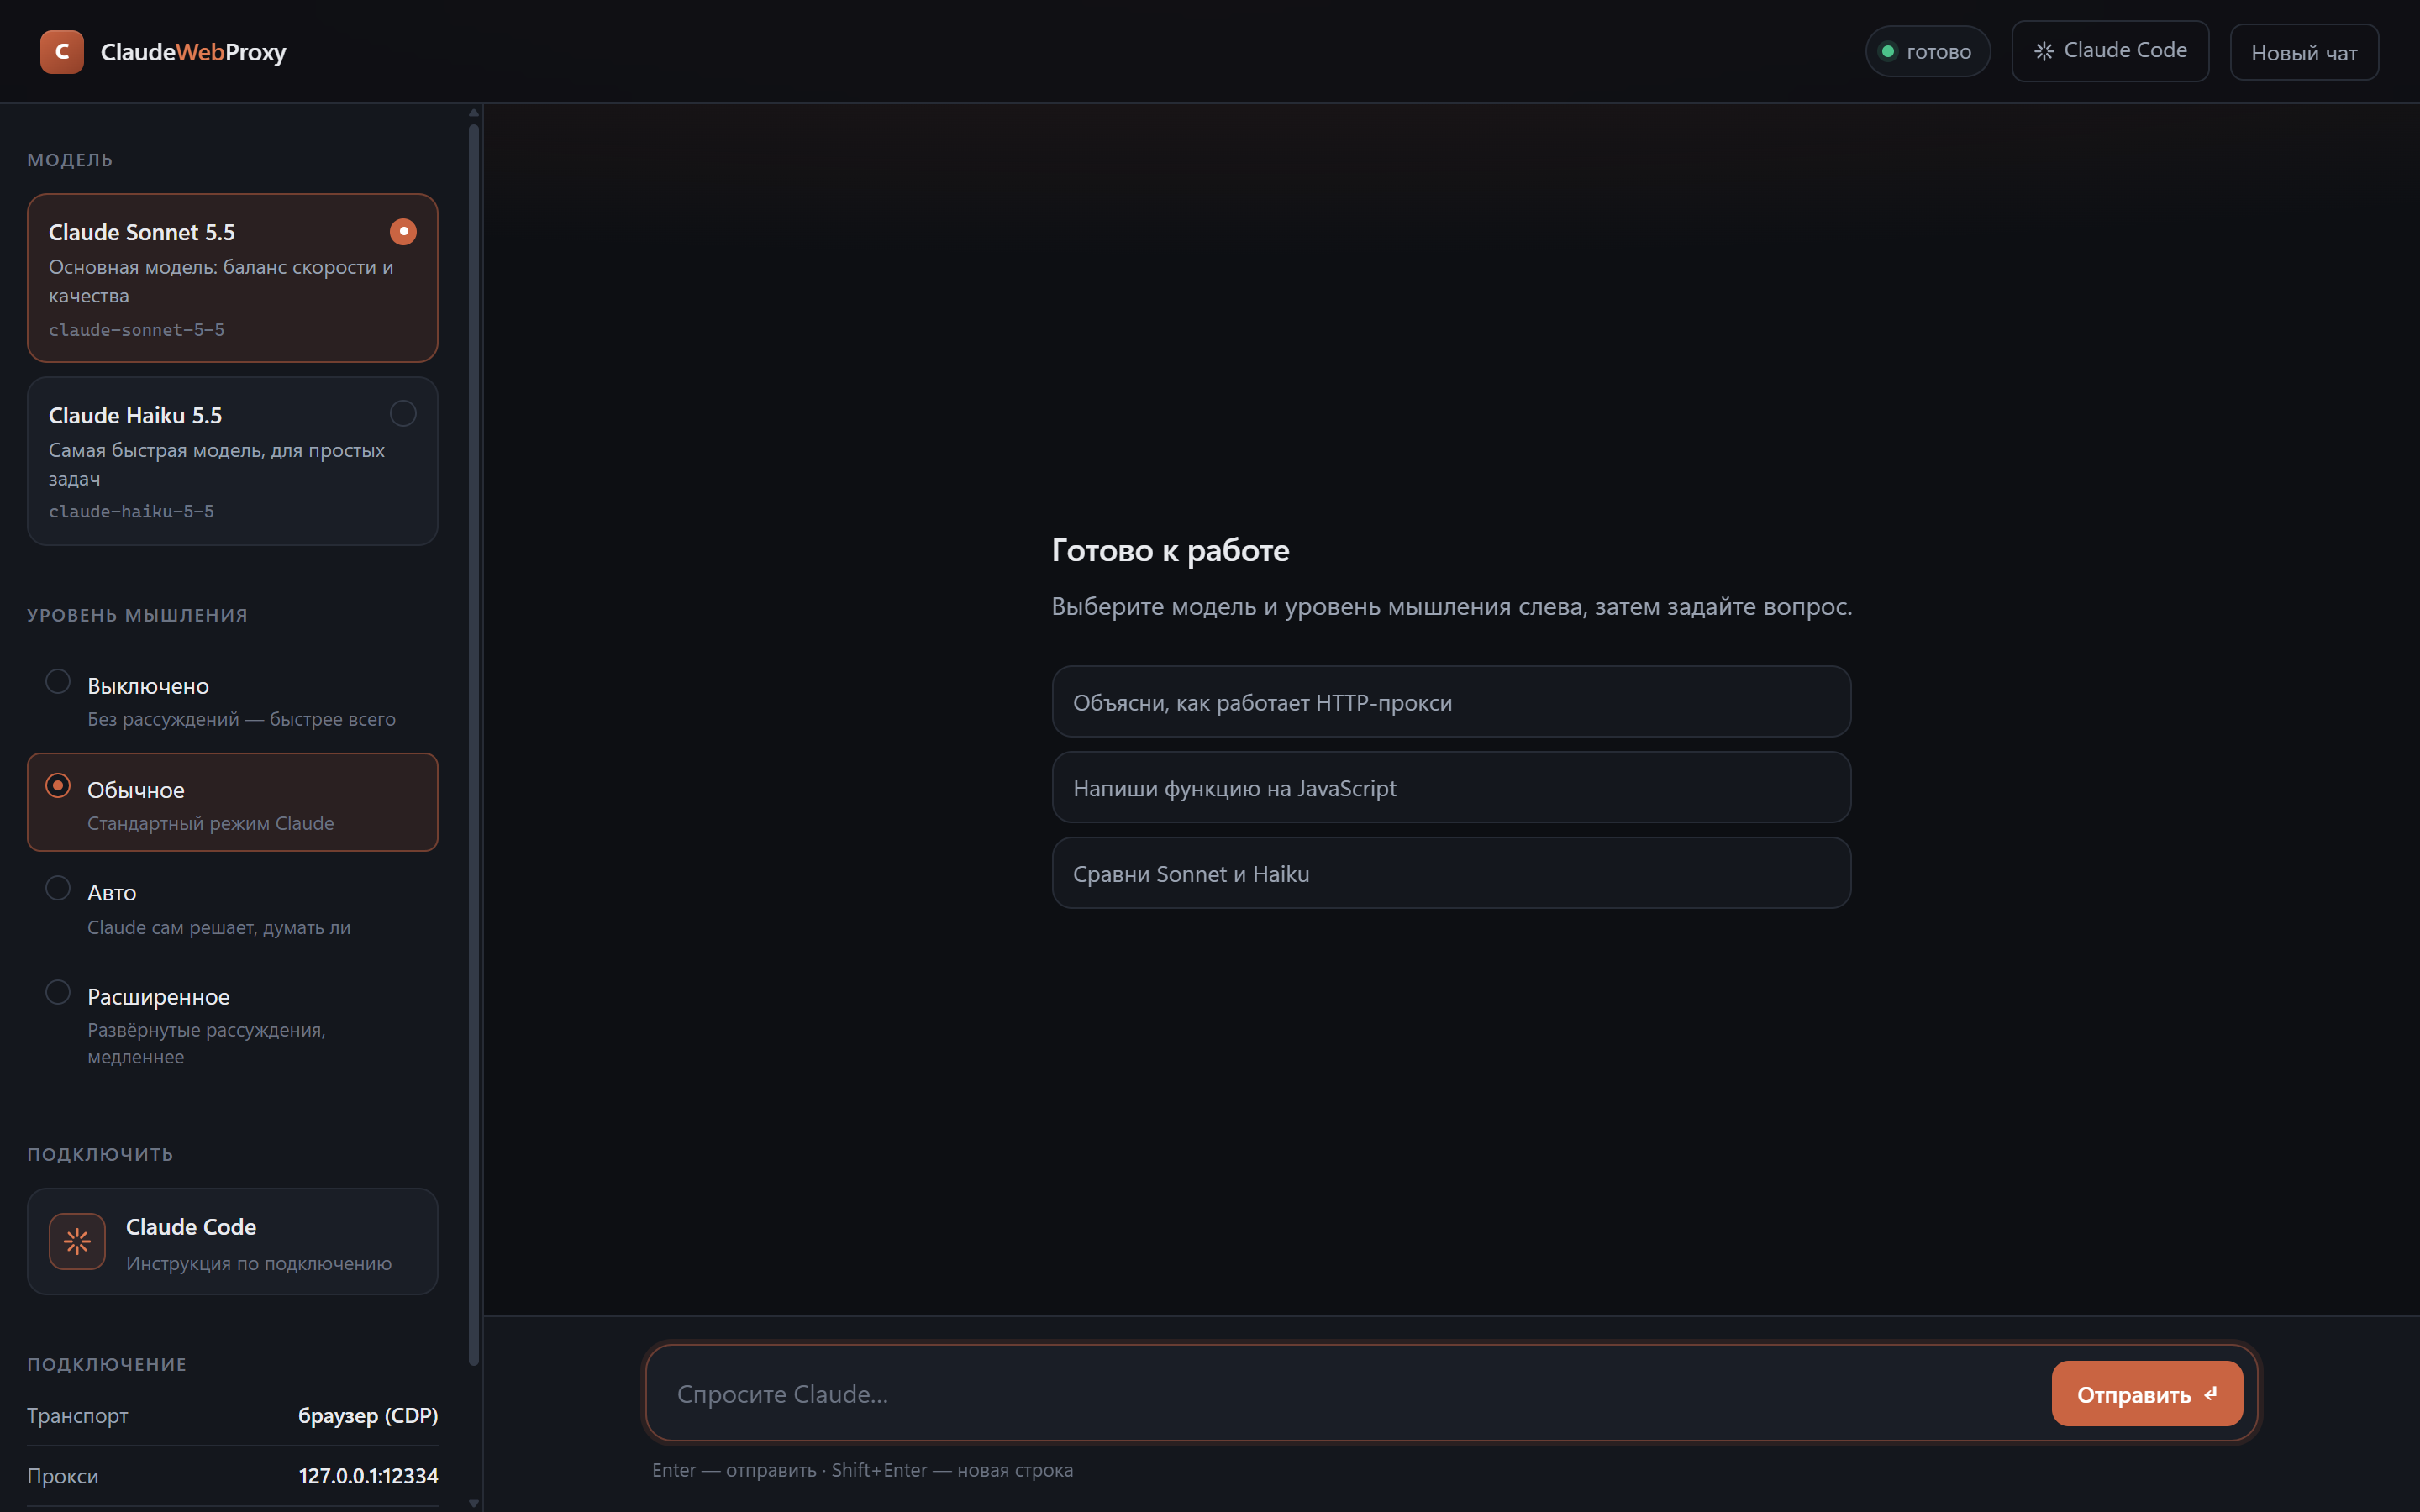 C ClaudeWebProxy
готово
Claude Code
Новый чат
МОДЕЛЬ
Claude Sonnet 5.5
Основная модель: баланс скорости и
качества
claude-sonnet-5-5
Claude Haiku 5.5
Самая быстрая модель, для простых
задач
claude-haiku-5-5
УРОВЕНЬ МЫШЛЕНИЯ
Выключено
Без рассуждений — быстрее всего
Обычное
Стандартный режим Claude
Авто
Claude сам решает, думать ли
Расширенное
Развёрнутые рассуждения,
медленнее
ПОДКЛЮЧИТЬ
Claude Code
Инструкция по подключению
ПОДКЛЮЧЕНИЕ
Транспорт браузер (CDP)
Прокси 127.0.0.1:12334
Готово к работе
Выберите модель и уровень мышления слева, затем задайте вопрос.
Объясни, как работает HTTP-прокси
Напиши функцию на JavaScript
Сравни Sonnet и Haiku
Спросите Claude...
Отправить ↵
Enter — отправить · Shift+Enter — новая строка